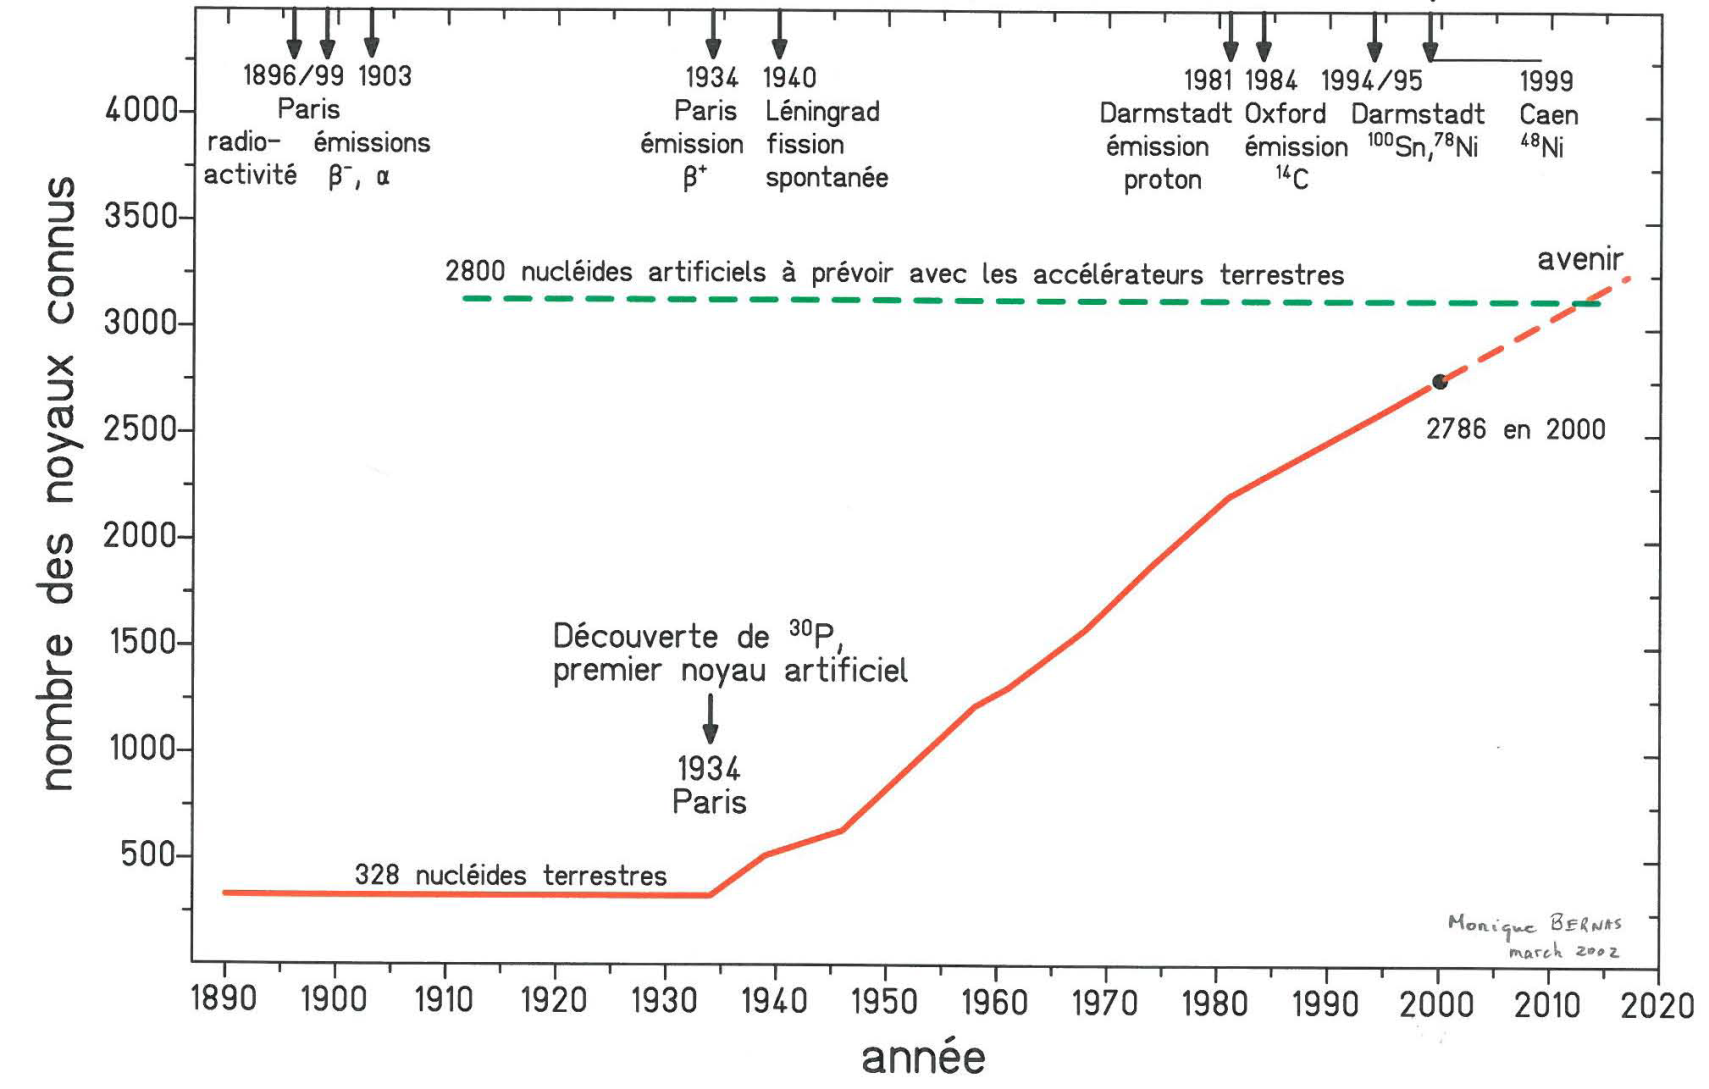 1896/99 1903
Paris
radio- émissions
activité β⁻, α
1934 1940
Paris Léningrad
émission fission
β⁺ spontanée
1981 1984 1994/95 1999
Darmstadt Oxford Darmstadt Caen
émission émission ¹⁰⁰Sn,⁷⁸Ni ⁴⁸Ni
proton ¹⁴C
nombre des noyaux connus
4000
3500
3000
2500
2000
1500
1000
500
avenir
2800 nucléides artificiels à prévoir avec les accélérateurs terrestres
2786 en 2000
Découverte de ³⁰P,
premier noyau artificiel
1934
Paris
328 nucléides terrestres
Monique BERNAS
march 2002
1890 1900 1910 1920 1930 1940 1950 1960 1970 1980 1990 2000 2010 2020
année